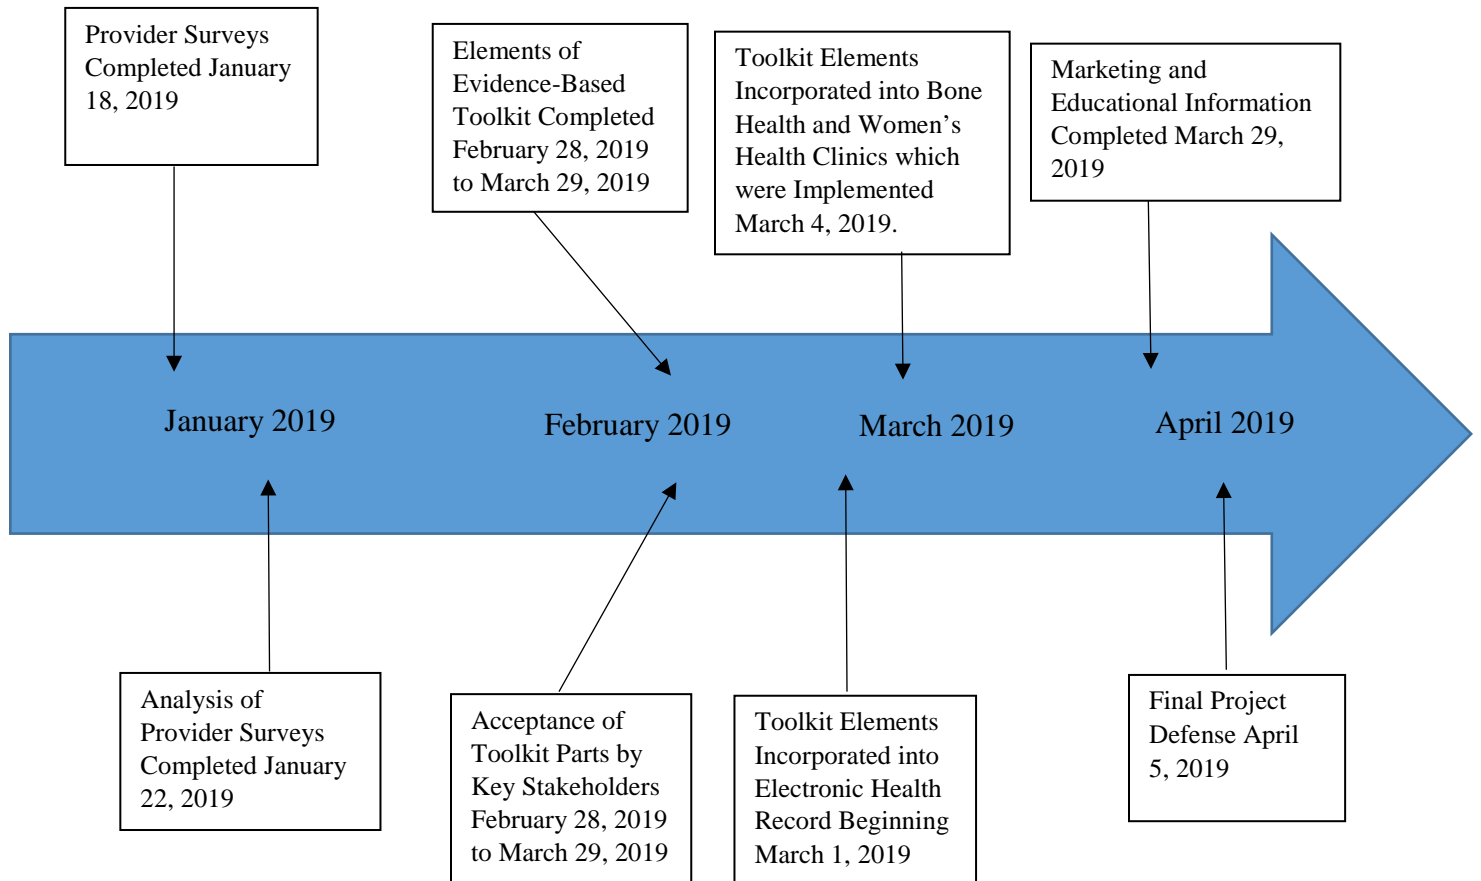 Provider Surveys
Completed January
18, 2019
Elements of
Evidence-Based
Toolkit Completed
February 28, 2019
to March 29, 2019
Toolkit Elements
Incorporated into Bone
Health and Women’s
Health Clinics which
were Implemented
March 4, 2019.
Marketing and
Educational Information
Completed March 29,
2019
January 2019
February 2019
March 2019
April 2019
Analysis of
Provider Surveys
Completed January
22, 2019
Acceptance of
Toolkit Parts by
Key Stakeholders
February 28, 2019
to March 29, 2019
Toolkit Elements
Incorporated into
Electronic Health
Record Beginning
March 1, 2019
Final Project
Defense April
5, 2019